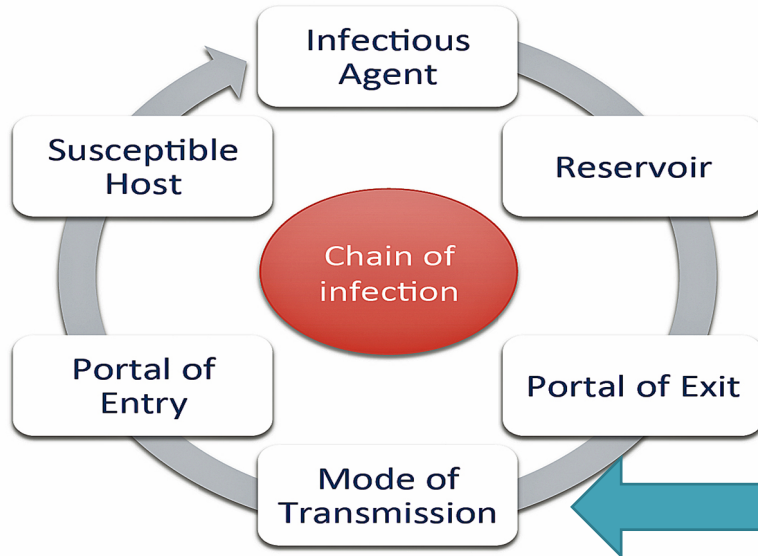 Infectious
Agent
Reservoir
Portal of Exit
Mode of
Transmission
Portal of
Entry
Susceptible
Host
Chain of
infection